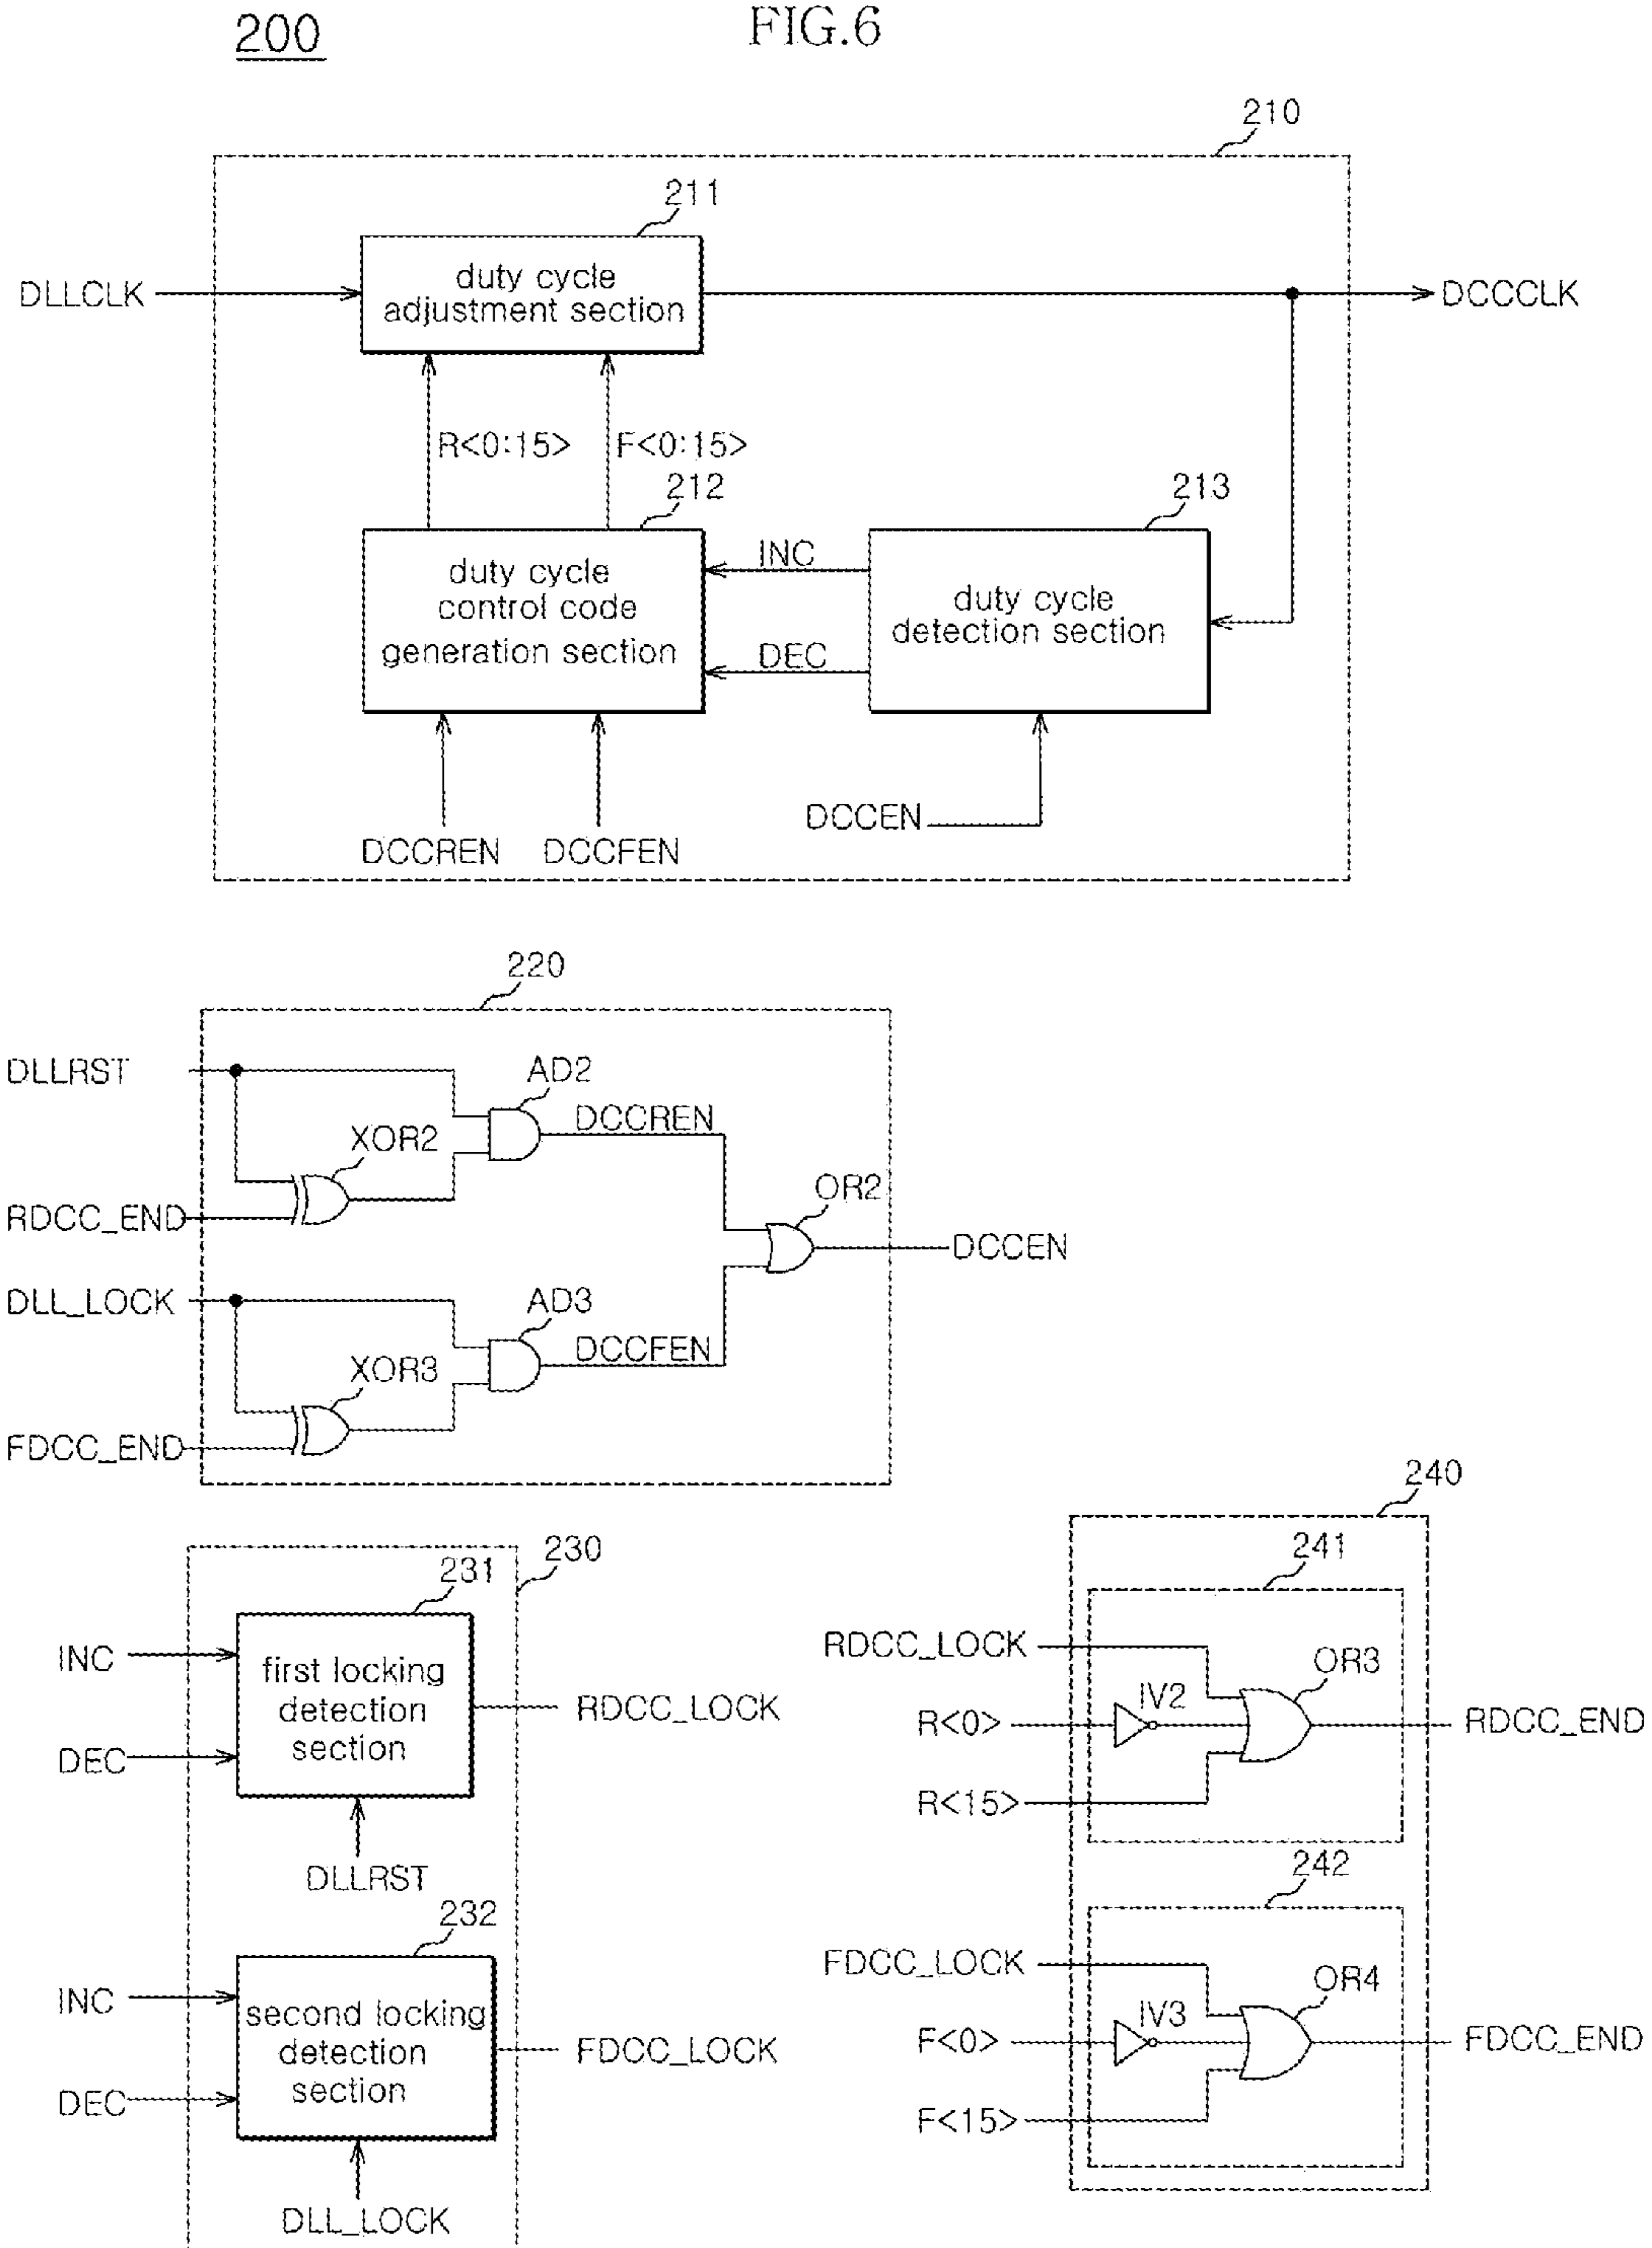 200
FIG.6
210
211
duty cycle
adjustment section
DLLCLK
DCCCLK
R<0:15>
F<0:15>
212
213
duty cycle
control code
generation section
INC
DEC
duty cycle
detection section
DCCREN
DCCFEN
DCCEN
220
DLLRST
AD2
DCCREN
XOR2
RDCC_END
OR2
DCCEN
DLL_LOCK
AD3
DCCFEN
XOR3
FDCC_END
230
231
INC
first locking
detection
section
DEC
RDCC_LOCK
DLLRST
232
INC
second locking
detection
section
DEC
FDCC_LOCK
DLL_LOCK
240
241
RDCC_LOCK
OR3
IV2
R<0>
RDCC_END
R<15>
242
FDCC_LOCK
OR4
IV3
F<0>
FDCC_END
F<15>